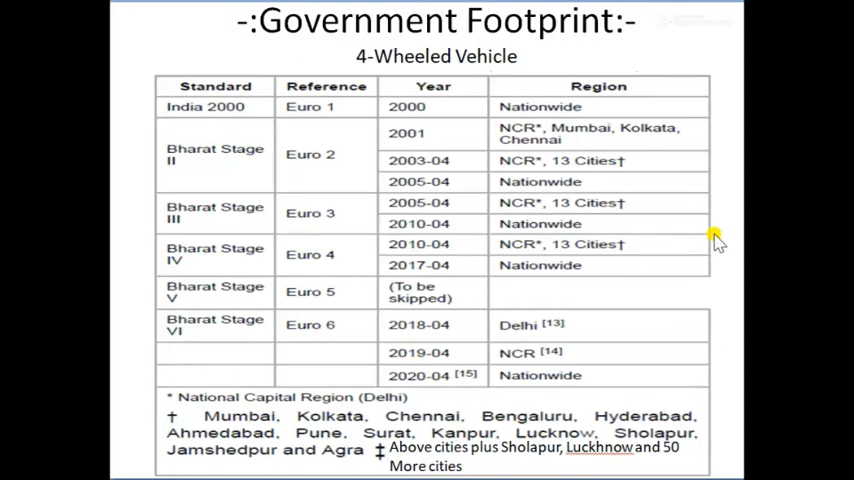 -:Government Footprint:-
4-Wheeled Vehicle
Standard Reference Year Region
India 2000 Euro 1 2000 Nationwide
Bharat Stage II Euro 2 2001 NCR*, Mumbai, Kolkata, Chennai
2003-04 NCR*, 13 Cities†
2005-04 Nationwide
Bharat Stage III Euro 3 2005-04 NCR*, 13 Cities†
2010-04 Nationwide
Bharat Stage IV Euro 4 2010-04 NCR*, 13 Cities†
2017-04 Nationwide
Bharat Stage V Euro 5 (To be skipped)
Bharat Stage VI Euro 6 2018-04 Delhi [13]
2019-04 NCR [14]
2020-04 [15] Nationwide
* National Capital Region (Delhi)
† Mumbai, Kolkata, Chennai, Bengaluru, Hyderabad,
Ahmedabad, Pune, Surat, Kanpur, Lucknow, Sholapur,
Jamshedpur and Agra ‡ Above cities plus Sholapur, Luckhnow and 50
More cities